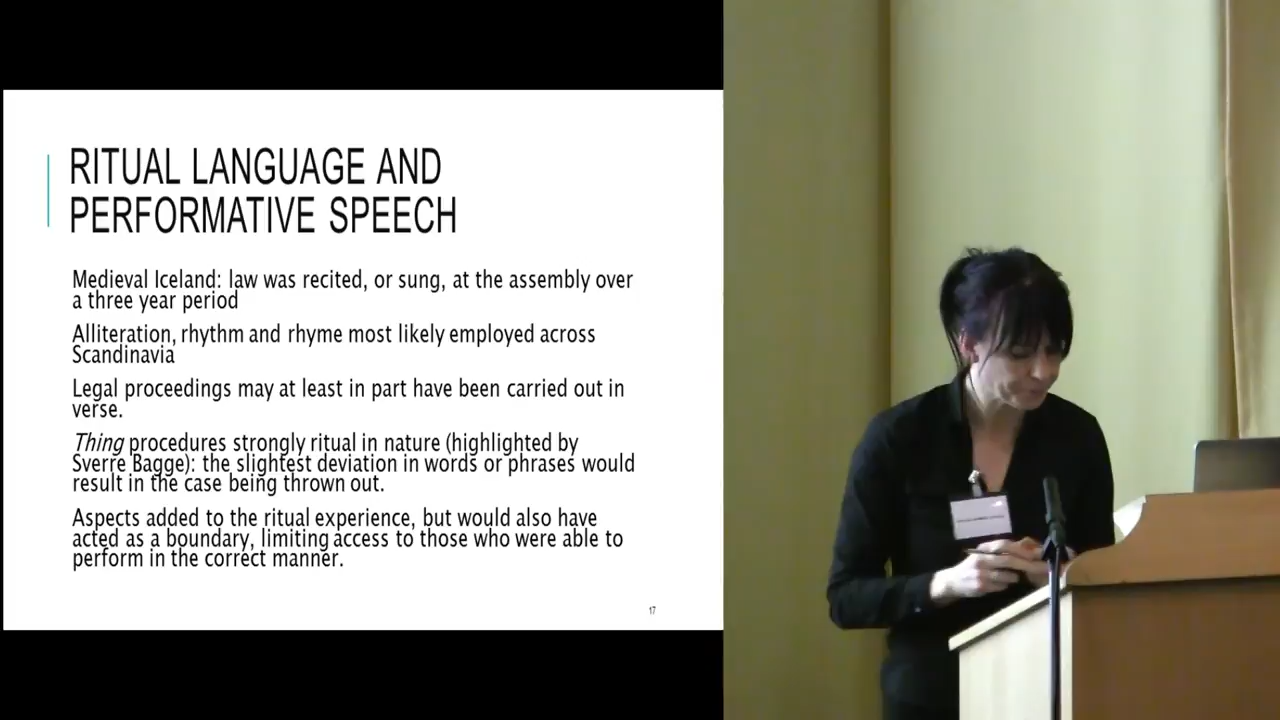 RITUAL LANGUAGE AND
PERFORMATIVE SPEECH
Medieval Iceland: law was recited, or sung, at the assembly over
a three year period
Alliteration, rhythm and rhyme most likely employed across
Scandinavia
Legal proceedings may at least in part have been carried out in
verse.
Thing procedures strongly ritual in nature (highlighted by
Sverre Bagge): the slightest deviation in words or phrases would
result in the case being thrown out.
Aspects added to the ritual experience, but would also have
acted as a boundary, limiting access to those who were able to
perform in the correct manner.
17